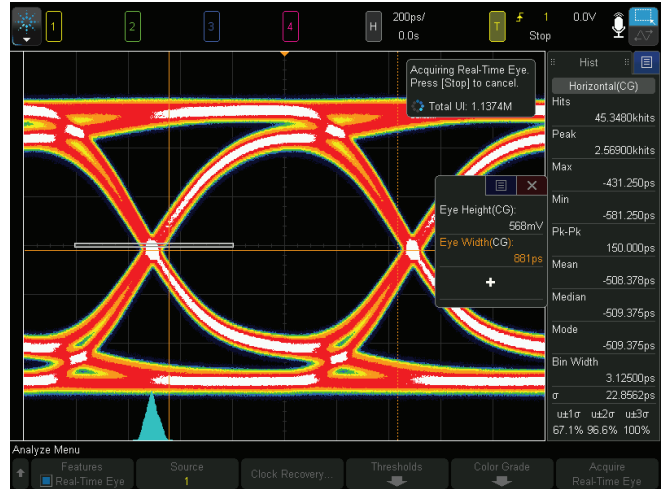 1
2
3
4
H
200ps/
0.0s
T
1
0.0V
Stop
Acquiring Real-Time Eye.
Press [Stop] to cancel.
Total UI: 1.1374M
Eye Height(CG):
568mV
Eye Width(CG):
881ps
Hist
Horizontal(CG)
Hits
45.3480khits
Peak
2.56900khits
Max
-431.250ps
Min
-581.250ps
Pk-Pk
150.000ps
Mean
-508.378ps
Median
-509.375ps
Mode
-509.375ps
Bin Width
3.12500ps
σ
22.8562ps
u±1σ u±2σ u±3σ
67.1% 96.6% 100%
Analyze Menu
Features
Real-Time Eye
Source
1
Clock Recovery...
Thresholds
Color Grade
Acquire
Real-Time Eye